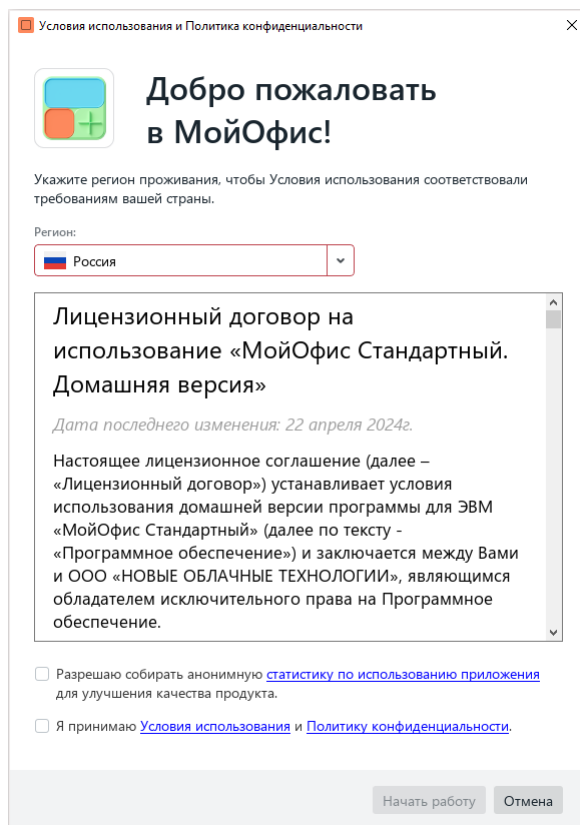 Условия использования и Политика конфиденциальности
Добро пожаловать
в МойОфис!
Укажите регион проживания, чтобы Условия использования соответствовали
требованиям вашей страны.
Регион:
Россия
Лицензионный договор на
использование «МойОфис Стандартный.
Домашняя версия»
Дата последнего изменения: 22 апреля 2024г.
Настоящее лицензионное соглашение (далее –
«Лицензионный договор») устанавливает условия
использования домашней версии программы для ЭВМ
«МойОфис Стандартный» (далее по тексту -
«Программное обеспечение») и заключается между Вами
и ООО «НОВЫЕ ОБЛАЧНЫЕ ТЕХНОЛОГИИ», являющимся
обладателем исключительного права на Программное
обеспечение.
Разрешаю собирать анонимную статистику по использованию приложения
для улучшения качества продукта.
Я принимаю Условия использования и Политику конфиденциальности.
Начать работу Отмена